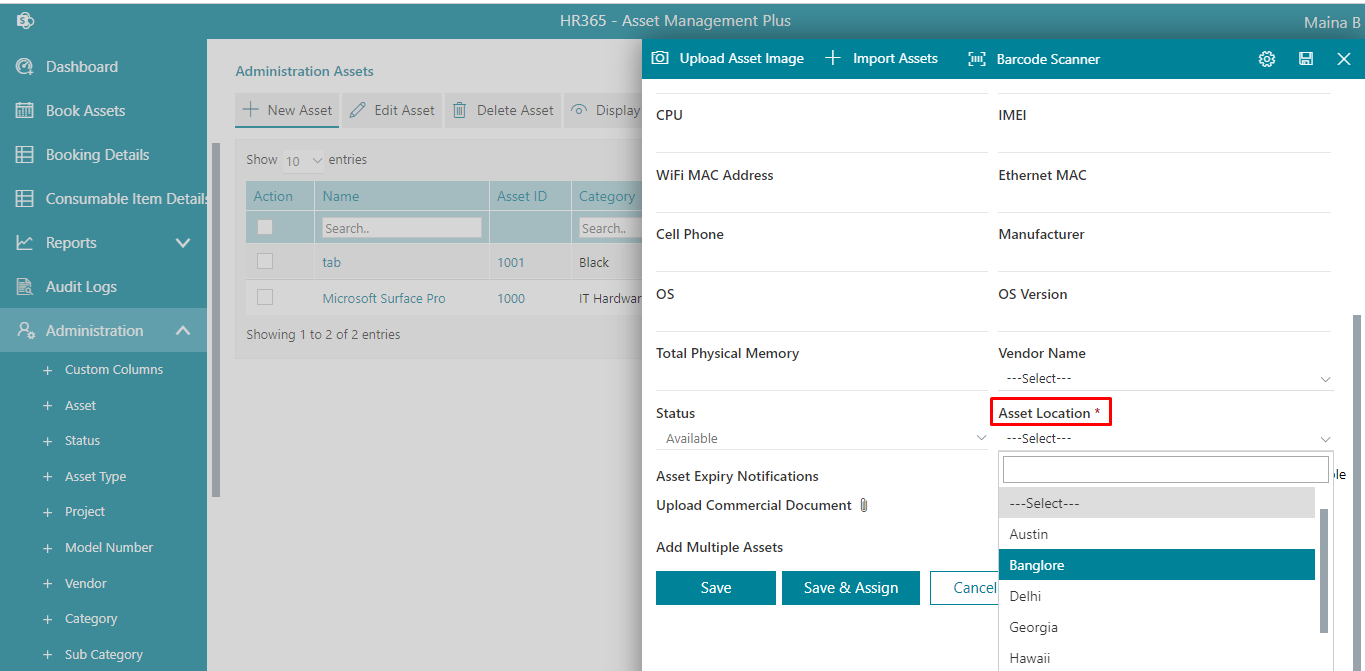 HR365 - Asset Management Plus
Maina B
Dashboard
Book Assets
Booking Details
Consumable Item Details
Reports
Audit Logs
Administration
Custom Columns
Asset
Status
Asset Type
Project
Model Number
Vendor
Category
Sub Category
Administration Assets
New Asset Edit Asset Delete Asset Display
Show 10 entries
Action Name Asset ID Category
Search.. Search..
tab 1001 Black
Microsoft Surface Pro 1000 IT Hardwar
Showing 1 to 2 of 2 entries
Upload Asset Image Import Assets Barcode Scanner
CPU IMEI
WiFi MAC Address Ethernet MAC
Cell Phone Manufacturer
OS OS Version
Total Physical Memory Vendor Name
---Select---
Status Asset Location *
Available ---Select---
Asset Expiry Notifications
Upload Commercial Document
Add Multiple Assets
Save Save & Assign Cancel
---Select---
Austin
Banglore
Delhi
Georgia
Hawaii